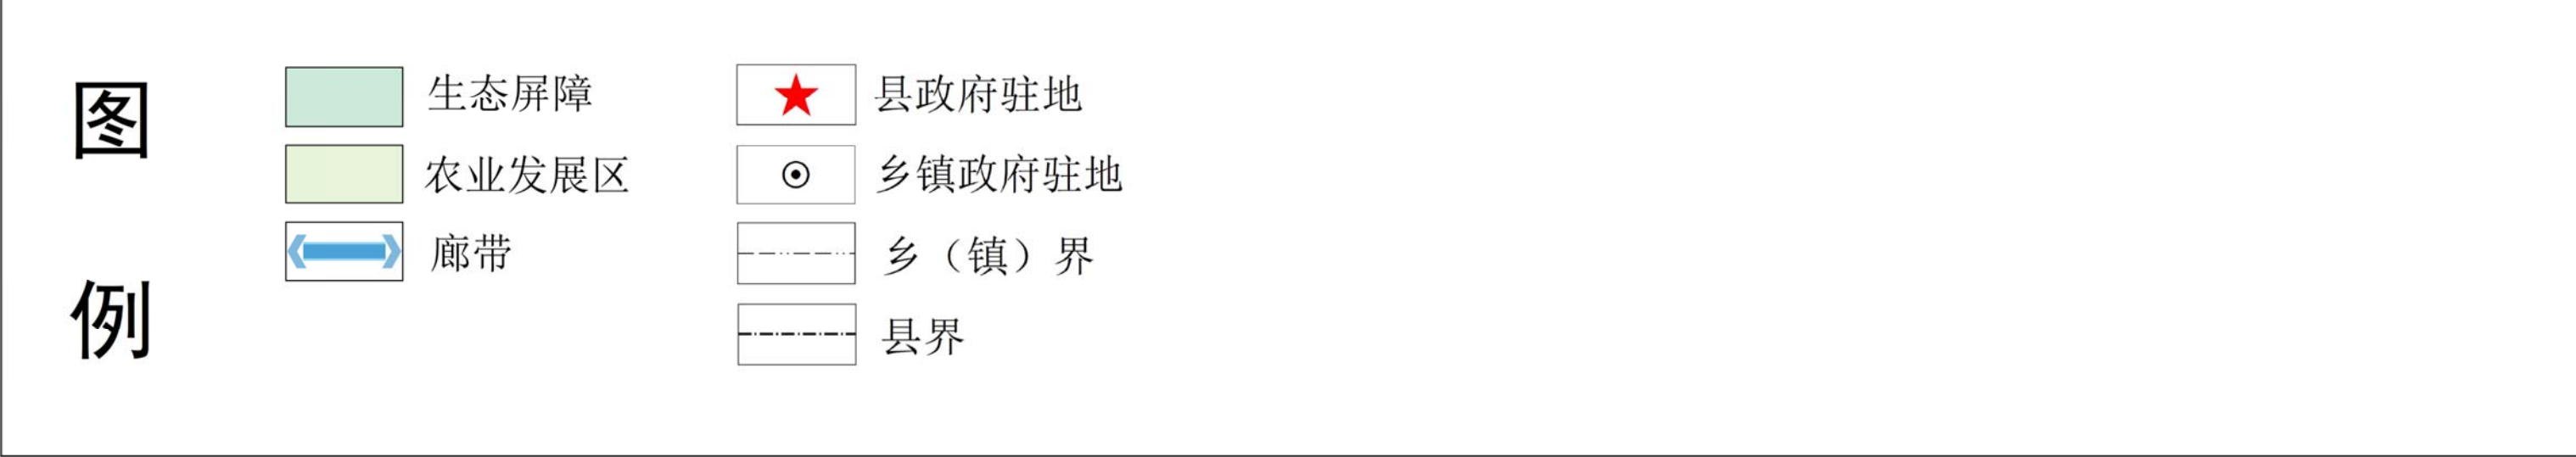 图例
生态屏障
农业发展区
廊带
县政府驻地
乡镇政府驻地
乡（镇）界
县界